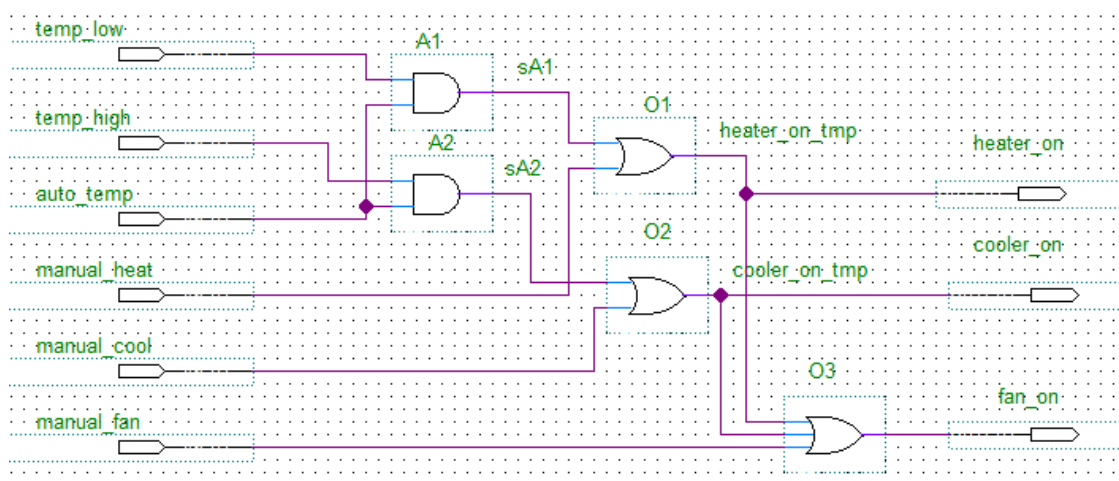 temp_low
A1
sA1
temp_high
O1
A2
heater_on_tmp
heater_on
sA2
auto_temp
O2
cooler_on
manual_heat
cooler_on_tmp
manual_cool
O3
fan_on
manual_fan